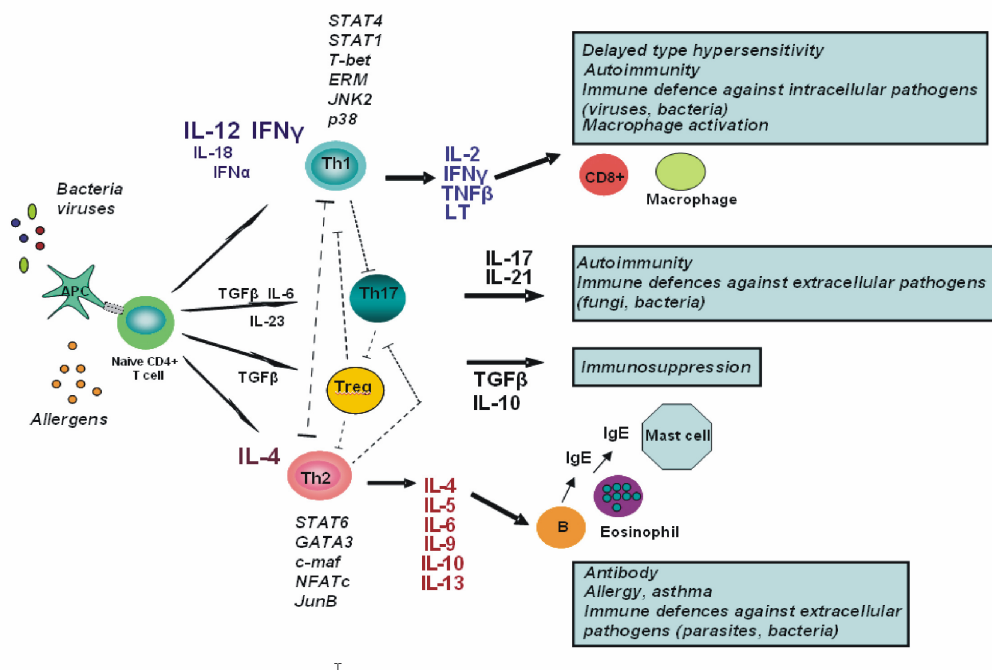 STAT4
STAT1
T-bet
ERM
JNK2
p38
IL-12 IFNγ
IL-18
IFNα
Th1
IL-2
IFNγ
TNFβ
LT
Delayed type hypersensitivity
Autoimmunity
Immune defence against intracellular pathogens
(viruses, bacteria)
Macrophage activation
CD8+
Macrophage
Bacteria
viruses
APC
Naive CD4+
T cell
Allergens
TGFβ IL-6
IL-23
Th17
IL-17
IL-21
Autoimmunity
Immune defences against extracellular pathogens
(fungi, bacteria)
TGFβ
Treg
TGFβ
IL-10
Immunosuppression
IL-4
Th2
STAT6
GATA3
c-maf
NFATc
JunB
IL-4
IL-5
IL-6
IL-9
IL-10
IL-13
B
IgE
IgE
Mast cell
Eosinophil
Antibody
Allergy, asthma
Immune defences against extracellular
pathogens (parasites, bacteria)